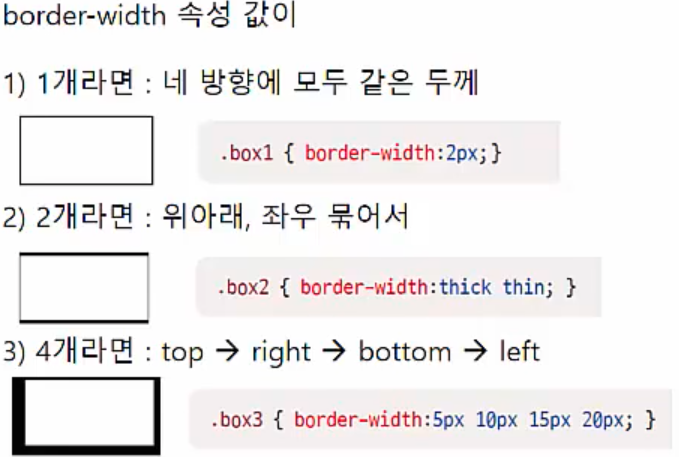 border-width 속성 값이
1) 1개라면 : 네 방향에 모두 같은 두께
.box1 { border-width:2px;}
2) 2개라면 : 위아래, 좌우 묶어서
.box2 { border-width:thick thin; }
3) 4개라면 : top → right → bottom → left
.box3 { border-width:5px 10px 15px 20px; }